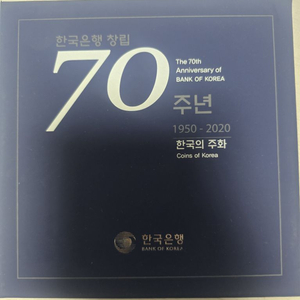 한국은행 창립
70
The 70th
Anniversary of
BANK OF KOREA
주년
1950 - 2020
한국의 주화
Coins of Korea
한국은행
BANK OF KOREA